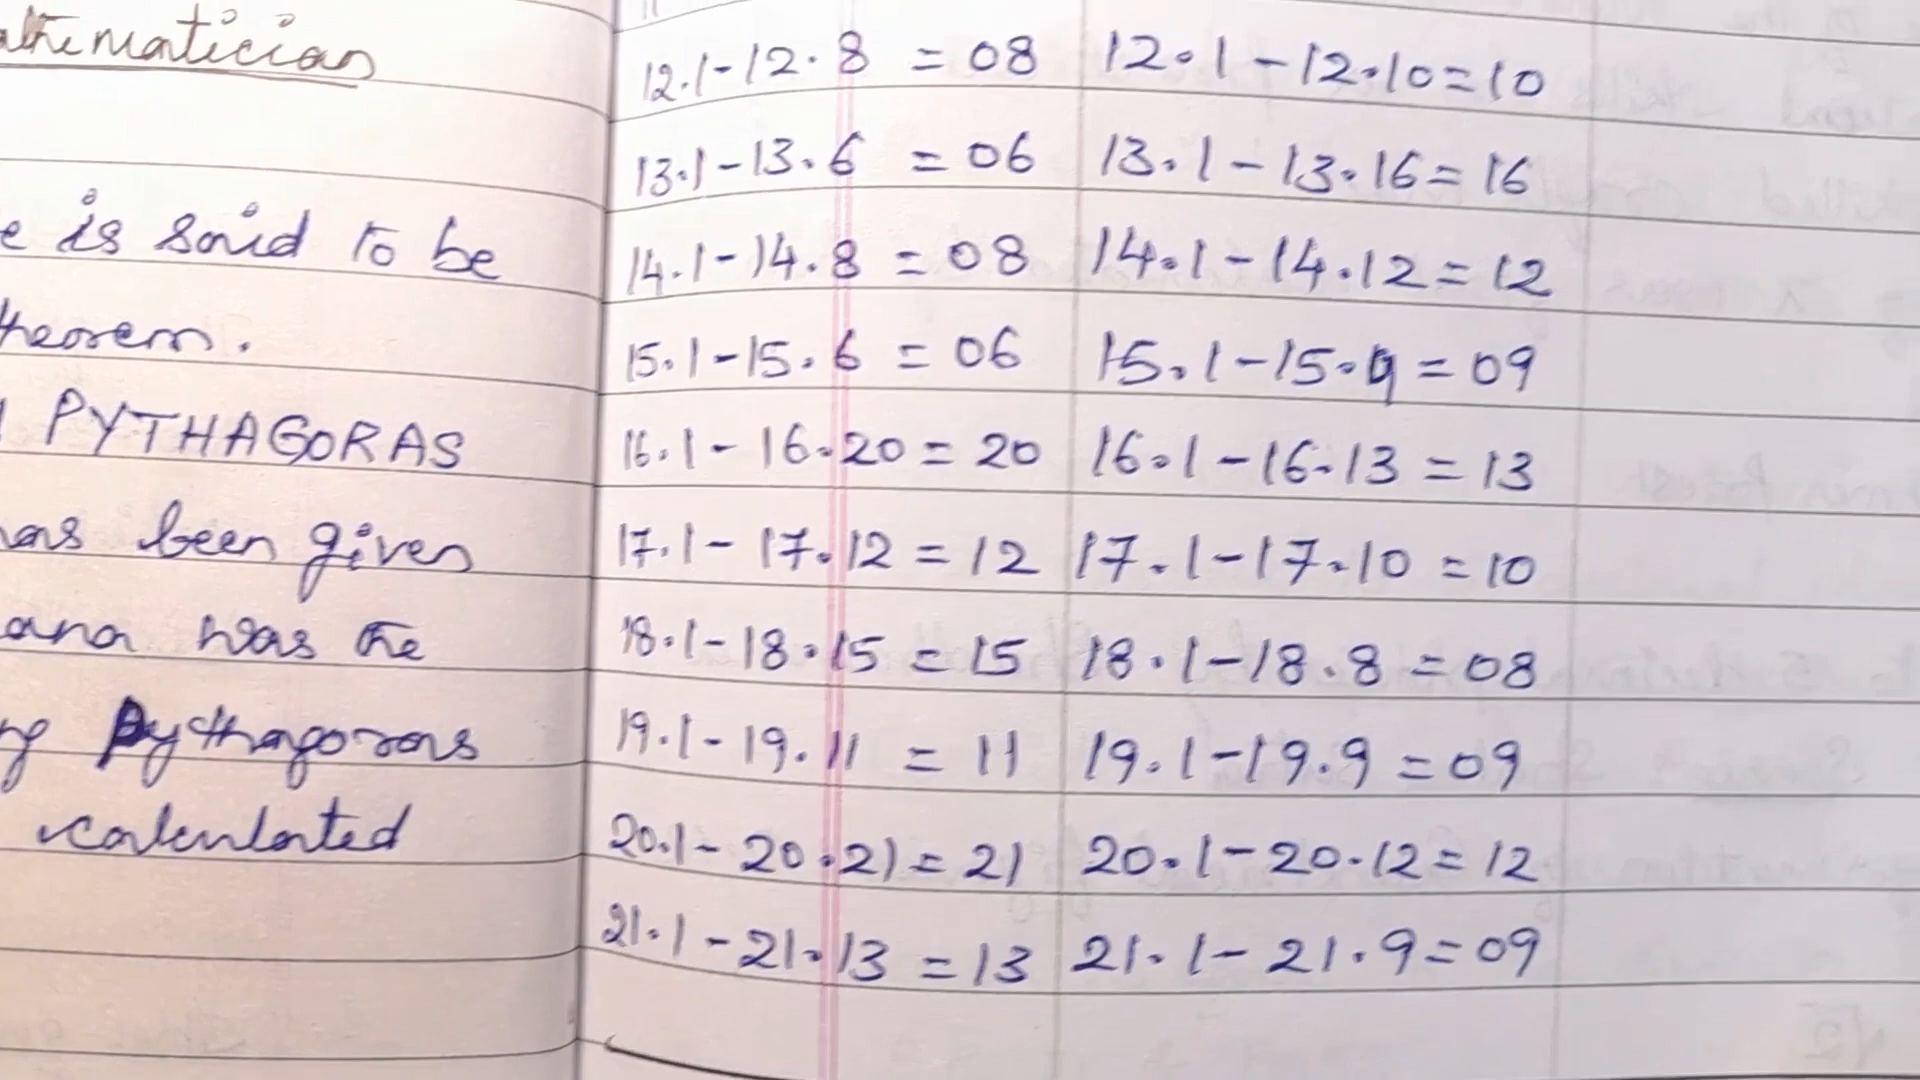 mathematician
e is said to be
theorem.
PYTHAGORAS
has been given
ana was the
ng Pythagoras
calculated
12.1-12.8 = 08 12.1-12.10=10
13.1-13.6 = 06 13.1-13.16=16
14.1-14.8 = 08 14.1-14.12=12
15.1-15.6 = 06 15.1-15.9=09
16.1-16.20=20 16.1-16.13=13
17.1-17.12=12 17.1-17.10=10
18.1-18.15=15 18.1-18.8=08
19.1-19.11 = 11 19.1-19.9=09
20.1-20.21=21 20.1-20.12=12
21.1-21.13=13 21.1-21.9=09